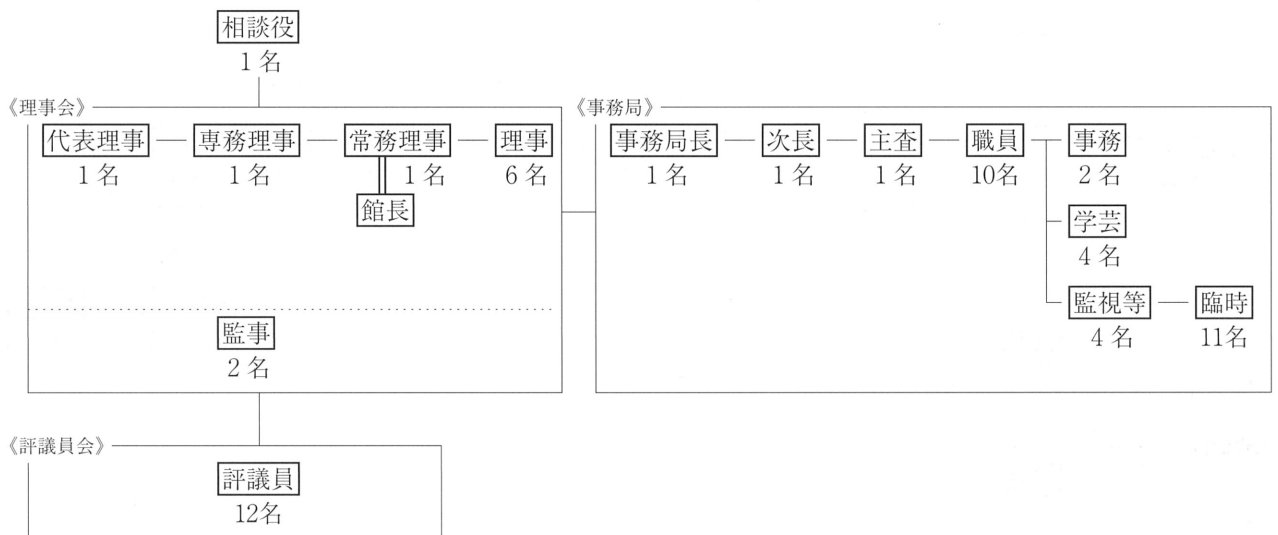 相談役
1名
《理事会》
代表理事 専務理事 常務理事 理事
1名 1名 1名 6名
館長
監事
2名
《事務局》
事務局長 次長 主査 職員 事務
1名 1名 1名 10名 2名
学芸
4名
監視等 臨時
4名 11名
《評議員会》
評議員
12名